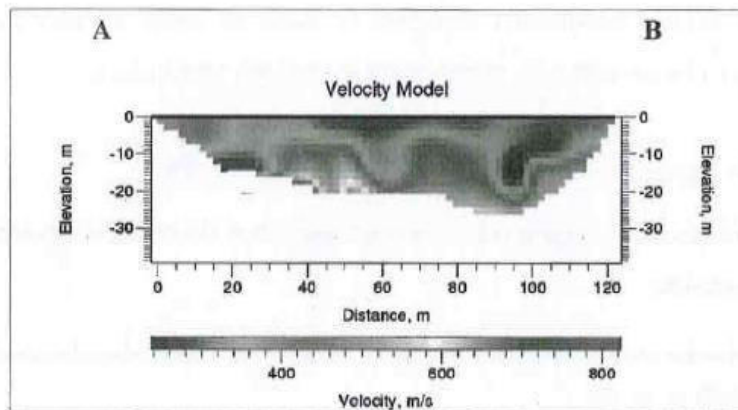 A B
Velocity Model
0 0
-10 -10
-20 -20
-30 -30
Elevation, m
Elevation, m
0 20 40 60 80 100 120
Distance, m
400 600 800
Velocity, m/s